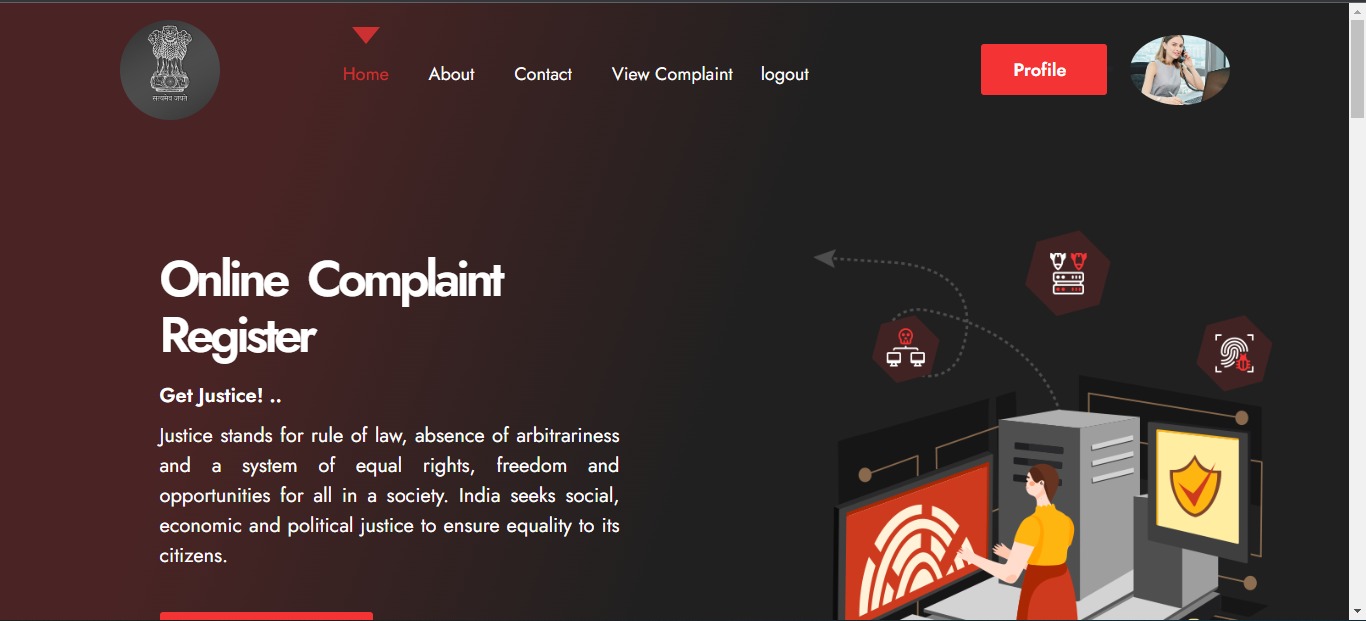 सत्यमेव जयते
Home
About
Contact
View Complaint
logout
Profile
Online Complaint
Register
Get Justice! ..
Justice stands for rule of law, absence of arbitrariness
and a system of equal rights, freedom and
opportunities for all in a society. India seeks social,
economic and political justice to ensure equality to its
citizens.